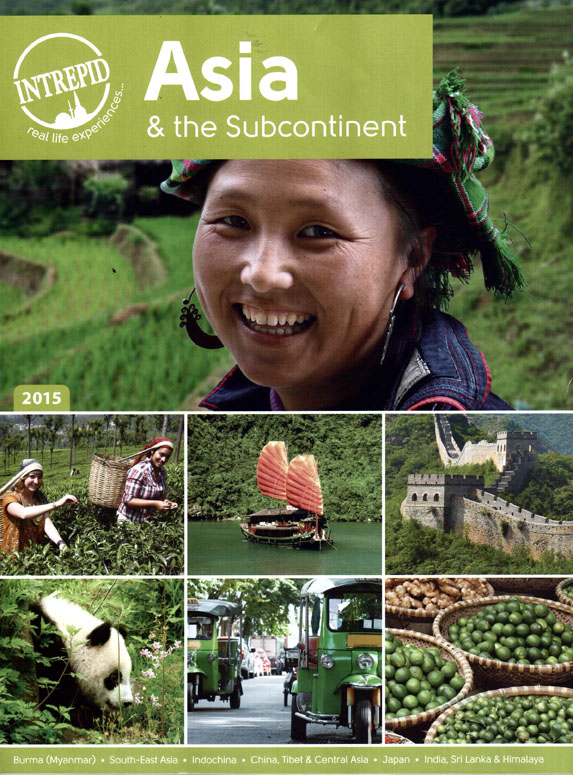 INTREPID
real life experiences...
Asia
& the Subcontinent
2015
Burma (Myanmar) • South-East Asia • Indochina • China, Tibet & Central Asia • Japan • India, Sri Lanka & Himalaya